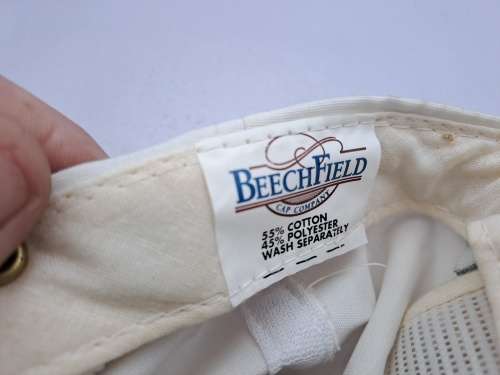 BEECHFIELD
CAP COMPANY
55% COTTON
45% POLYESTER
WASH SEPARATELY